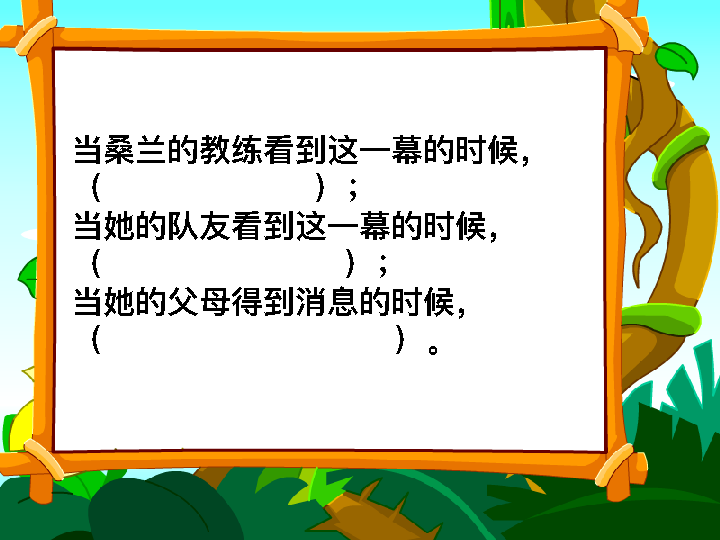 当桑兰的教练看到这一幕的时候,
（                    ）；
当她的队友看到这一幕的时候,
（                       ）；
当她的父母得到消息的时候,
（                            ）。